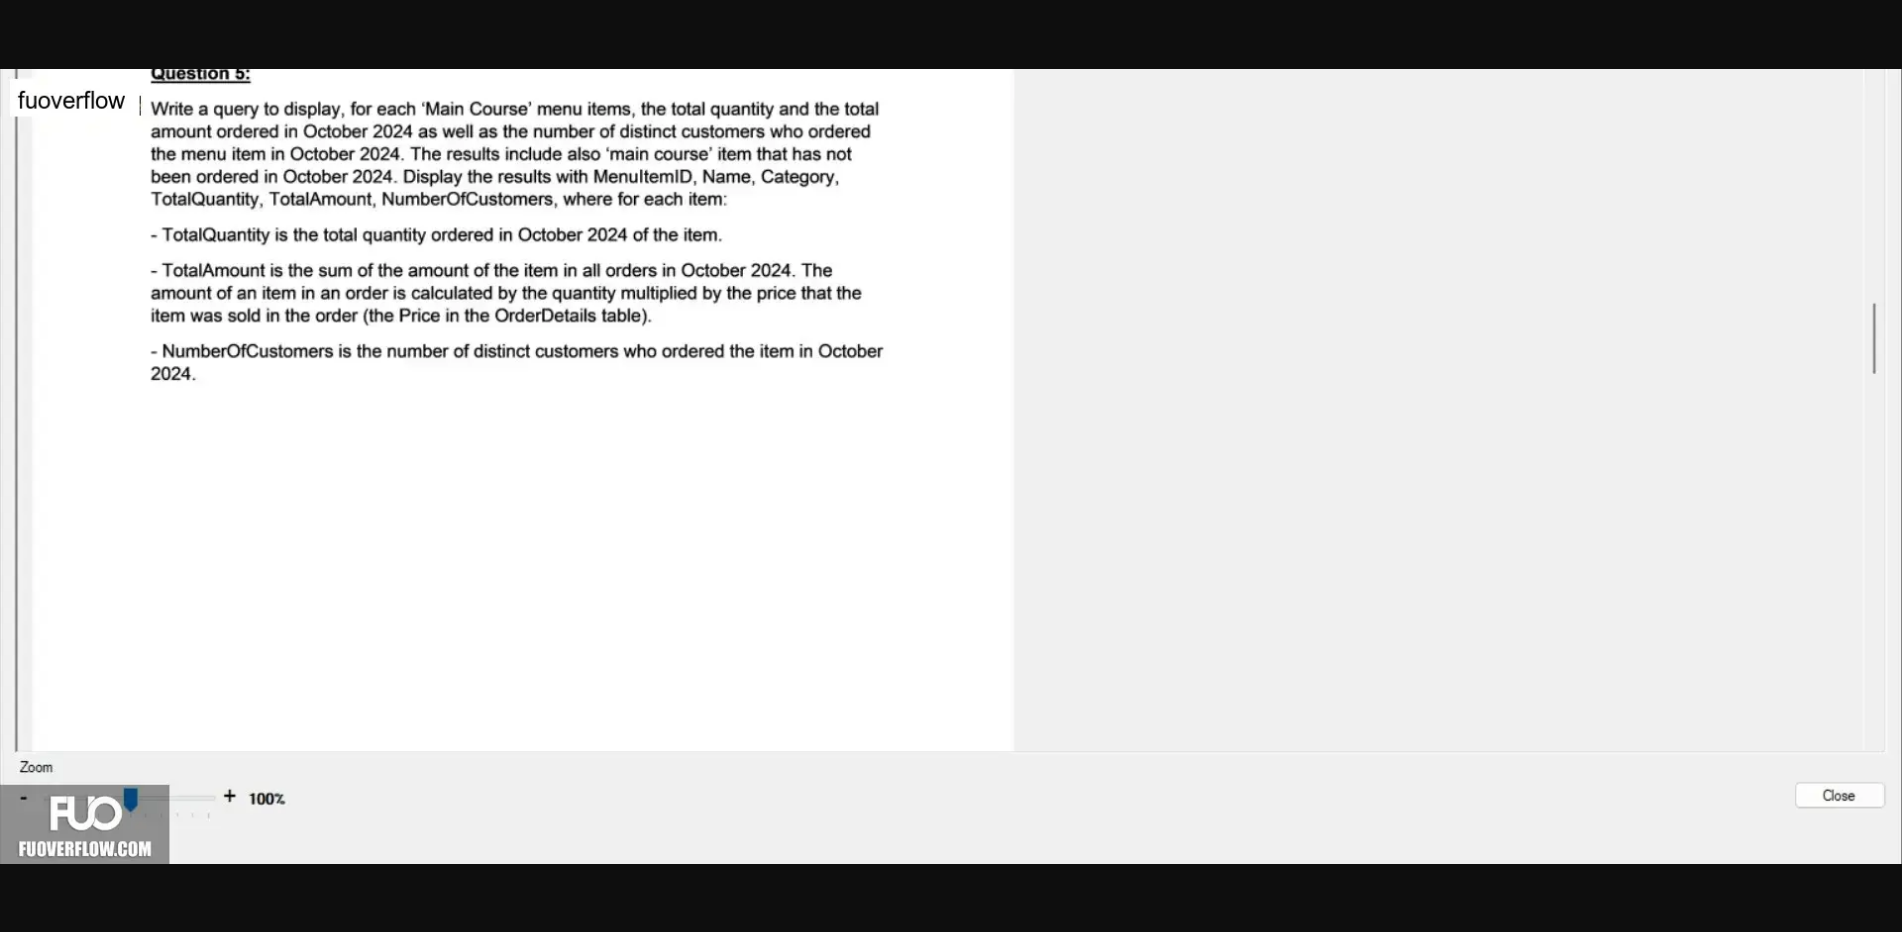 Question 5:
fuoverflow
Write a query to display, for each ‘Main Course’ menu items, the total quantity and the total
amount ordered in October 2024 as well as the number of distinct customers who ordered
the menu item in October 2024. The results include also ‘main course’ item that has not
been ordered in October 2024. Display the results with MenuItemID, Name, Category,
TotalQuantity, TotalAmount, NumberOfCustomers, where for each item:
- TotalQuantity is the total quantity ordered in October 2024 of the item.
- TotalAmount is the sum of the amount of the item in all orders in October 2024. The
amount of an item in an order is calculated by the quantity multiplied by the price that the
item was sold in the order (the Price in the OrderDetails table).
- NumberOfCustomers is the number of distinct customers who ordered the item in October
2024.
Zoom
- + 100%
Close
FUO
FUOVERFLOW.COM